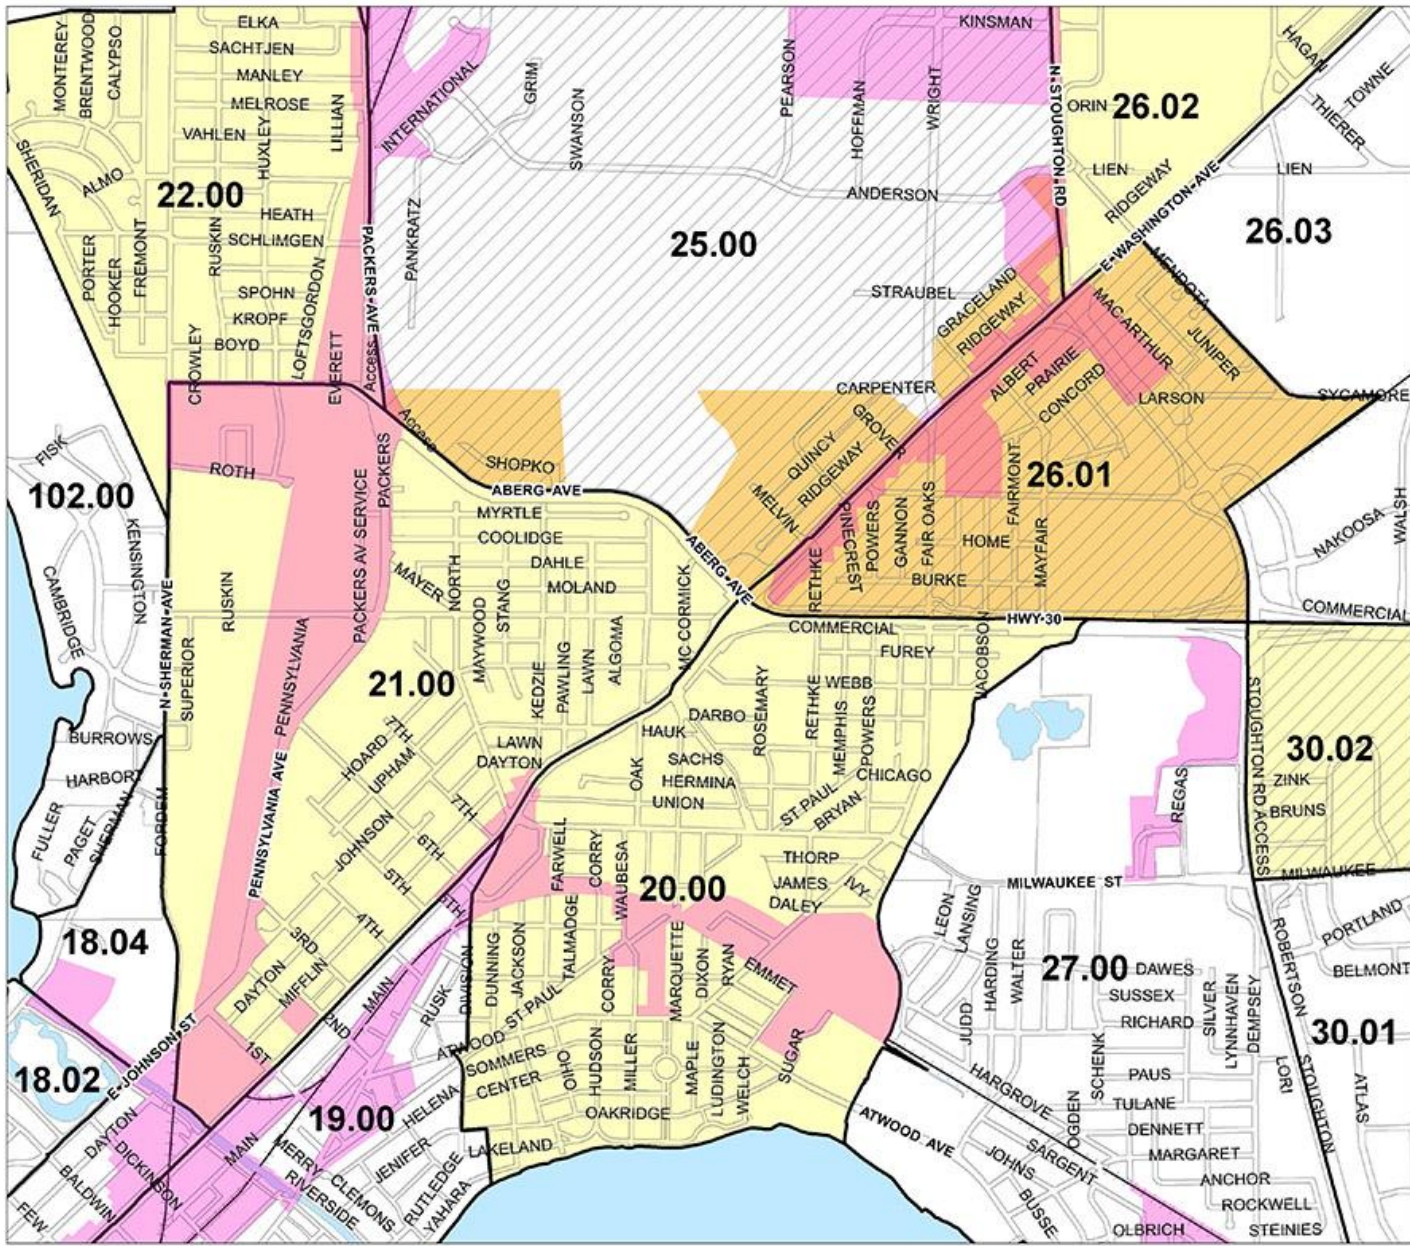 ELKA
KINSMAN
MONTEREY
BRENTWOOD
CALYPSO
SACHTJEN
MANLEY
MELROSE
VAHLEN
HUXLEY
LILLIAN
INTERNATIONAL
GRIM
SWANSON
PEARSON
HOFFMAN
WRIGHT
N STOUGHTON RD
ORIN
26.02
HAGAN
THIERER
TOWNE
SHERIDAN
ALMO
22.00
LIEN
RIDGEWAY
LIEN
ANDERSON
E WASHINGTON AVE
HEATH
SCHLIMGEN
PORTER
HOOKER
FREMONT
RUSKIN
PACKERS AVE
PANKRATZ
25.00
26.03
SPOHN
KROPF
BOYD
LOFTSGORDON
CROWLEY
EVERETT
Access
STRAUBEL
GRACELAND
RIDGEWAY
MENDOTA
MAC ARTHUR
JUNIPER
ALBERT
PRAIRIE
CONCORD
CARPENTER
LARSON
SYCAMORE
Access
GROVER
FISK
ROTH
PACKERS
SHOPKO
QUINCY
RIDGEWAY
26.01
102.00
ABERG AVE
MELVIN
FAIRMONT
WALSH
KENSINGTON
MYRTLE
COOLIDGE
PINECREST
POWERS
GANNON
FAIR OAKS
HOME
MAYFAIR
NAKOOSA
CAMBRIDGE
PACKERS AV SERVICE
DAHLE
MOLAND
ABERG AVE
RETHKE
BURKE
RUSKIN
MAYER
NORTH
MAYWOOD
STANG
MC CORMICK
HWY 30
COMMERCIAL
COMMERCIAL
N SHERMAN AVE
SUPERIOR
PENNSYLVANIA
21.00
KEDZIE
PAWLING
LAWN
ALGOMA
FUREY
JACOBSON
ROSEMARY
RETHKE
WEBB
MEMPHIS
POWERS
BURROWS
7TH
HOARD
UPHAM
LAWN
DAYTON
DARBO
HAUK
SACHS
HERMINA
UNION
OAK
CHICAGO
ST PAUL
BRYAN
STOUGHTON RD ACCESS
30.02
ZINK
BRUNS
REGAS
HARBORT
FULLER
PAGET
SHERMAN
FORDEM
PENNSYLVANIA AVE
JOHNSON
7TH
6TH
5TH
FARWELL
CORRY
WAUBESA
THORP
JAMES
IVY
DALEY
20.00
MILWAUKEE ST
MILWAUKEE
18.04
4TH
3RD
5TH
TALMADGE
LEON
LANSING
ROBERTSON
PORTLAND
DAYTON
MIFFLIN
2ND
MAIN
RUSK
DIVISION
DUNNING
JACKSON
ST PAUL
CORRY
MARQUETTE
DIXON
RYAN
EMMET
HARDING
WALTER
27.00
DAWES
SUSSEX
BELMONT
18.02
E JOHNSON ST
1ST
ATWOOD
SOMMERS
CENTER
OHIO
HUDSON
MILLER
MAPLE
LUDINGTON
WELCH
SUGAR
JUDD
RICHARD
SILVER
LYNNHAVEN
DEMPSEY
30.01
19.00
HELENA
OAKRIDGE
HARGROVE
SCHENK
PAUS
LORI
STOUGHTON
ATLAS
DAYTON
DICKINSON
BALDWIN
FEW
MAIN
MERRY
RIVERSIDE
CLEMONS
JENIFER
RUTLEDGE
YAHARA
LAKELAND
ATWOOD AVE
OGDEN
TULANE
DENNETT
MARGARET
SARGENT
JOHNS
BUSSE
ANCHOR
ROCKWELL
OLBRICH
STEINIES